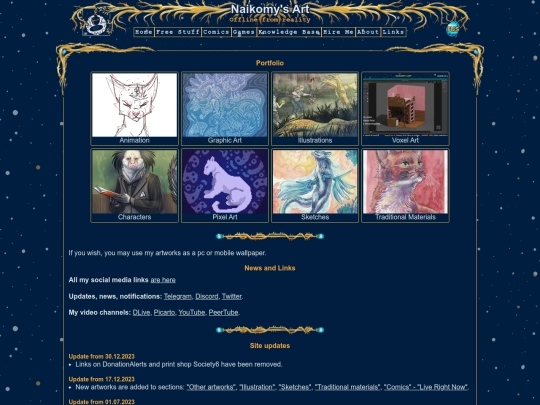 Naikomy's Art
Offline from reality
Home Free Stuff Comics Games Knowledge Base Hire Me About Links
Portfolio
Animation Graphic Art Illustrations Voxel Art
Characters Pixel Art Sketches Traditional Materials
If you wish, you may use my artworks as a pc or mobile wallpaper.
News and Links
All my social media links are here
Updates, news, notifications: Telegram, Discord, Twitter.
My video channels: DLive, Picarto, YouTube, PeerTube.
Site updates
Update from 30.12.2023
Links on DonationAlerts and print shop Society6 have been removed.
Update from 17.12.2023
New artworks are added to sections: "Other artworks", "Illustration", "Sketches", "Traditional materials", "Comics" - "Live Right Now".
Update from 01.07.2023